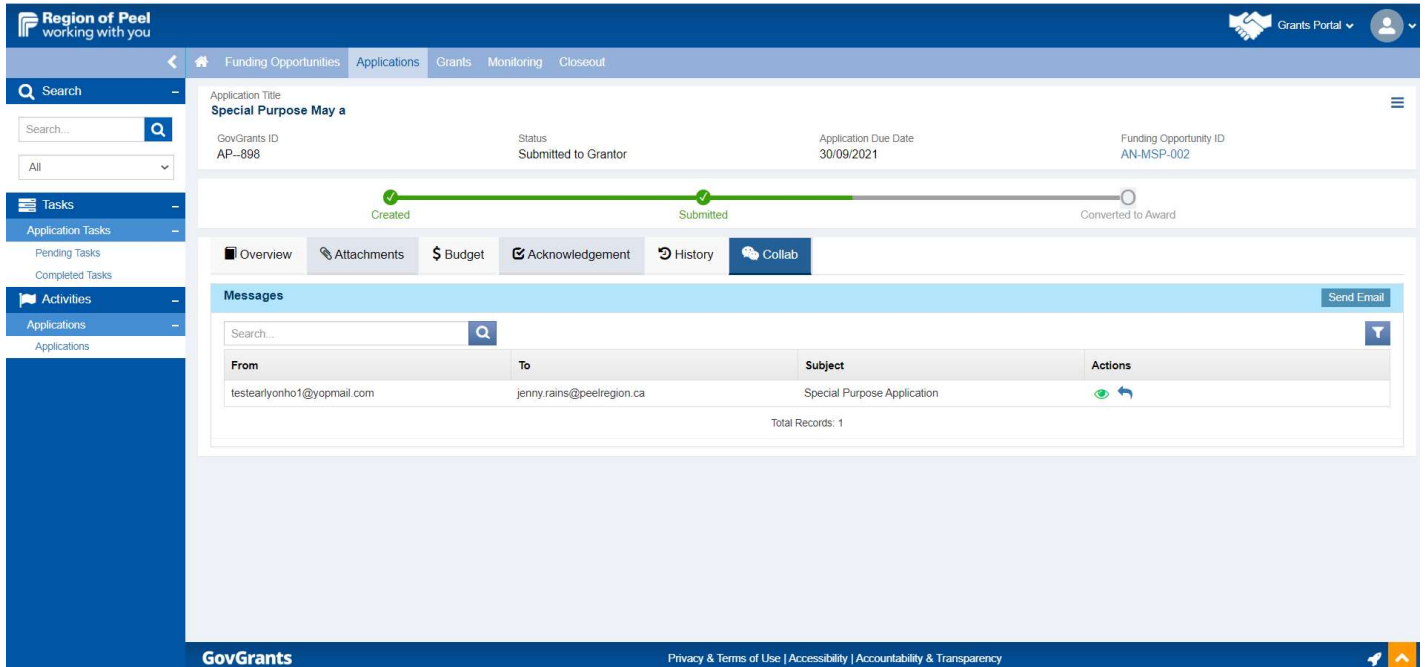 Region of Peel
working with you
Grants Portal
Funding Opportunities Applications Grants Monitoring Closeout
Search
Search...
All
Tasks
Application Tasks
Pending Tasks
Completed Tasks
Activities
Applications
Applications
Application Title
Special Purpose May a
GovGrants ID Status Application Due Date Funding Opportunity ID
AP--898 Submitted to Grantor 30/09/2021 AN-MSP-002
Created Submitted Converted to Award
Overview Attachments $ Budget Acknowledgement History Collab
Messages Send Email
Search...
From To Subject Actions
testearlyonho1@yopmail.com jenny.rains@peelregion.ca Special Purpose Application
Total Records: 1
GovGrants Privacy & Terms of Use | Accessibility | Accountability & Transparency